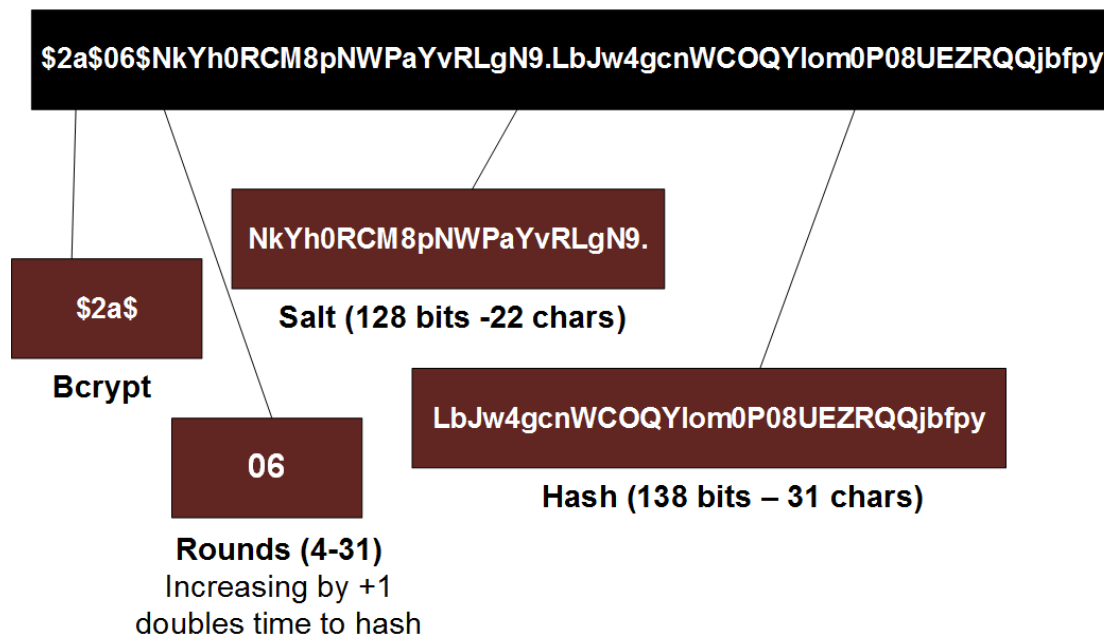 $2a$06$NkYh0RCM8pNWPaYvRLgN9.LbJw4gcnWCOQYIom0P08UEZRQQjbfpy
NkYh0RCM8pNWPaYvRLgN9.
Salt (128 bits -22 chars)
$2a$
Bcrypt
LbJw4gcnWCOQYIom0P08UEZRQQjbfpy
Hash (138 bits – 31 chars)
06
Rounds (4-31)
Increasing by +1
doubles time to hash